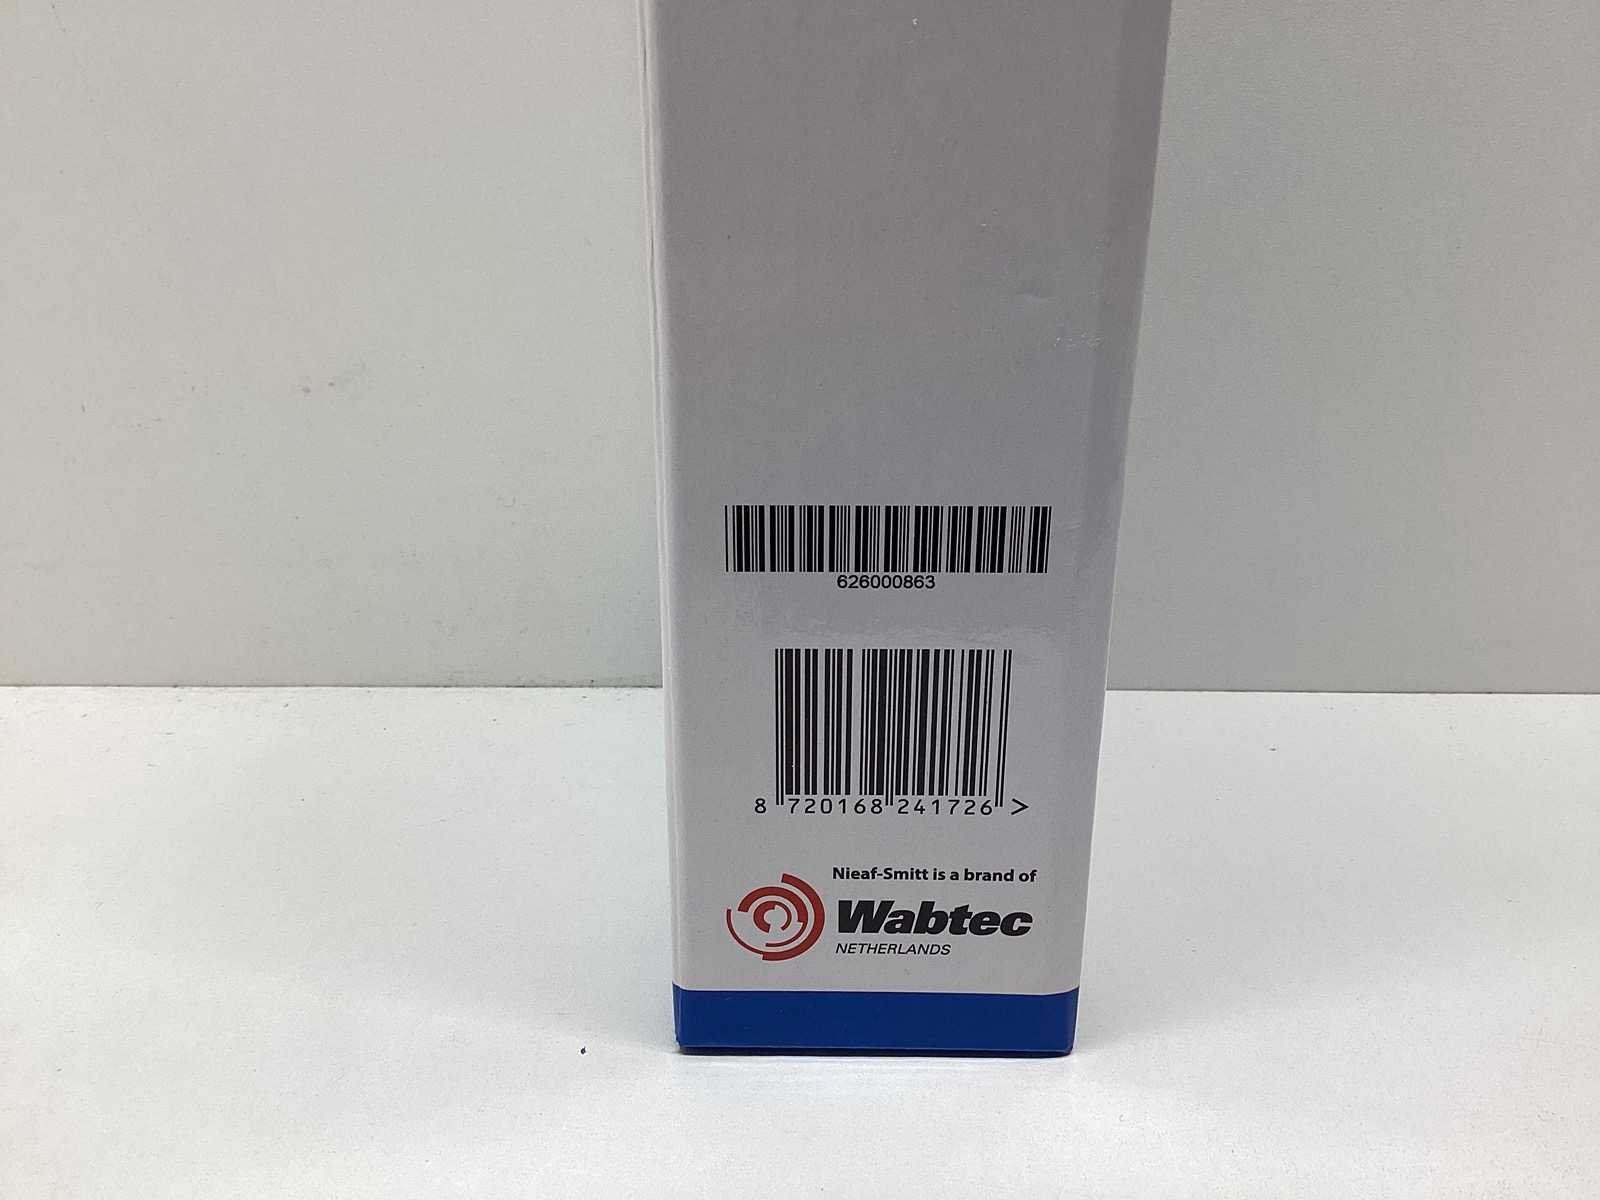 626000863
8 720168 241726 >
Nieaf-Smitt is a brand of
Wabtec
NETHERLANDS